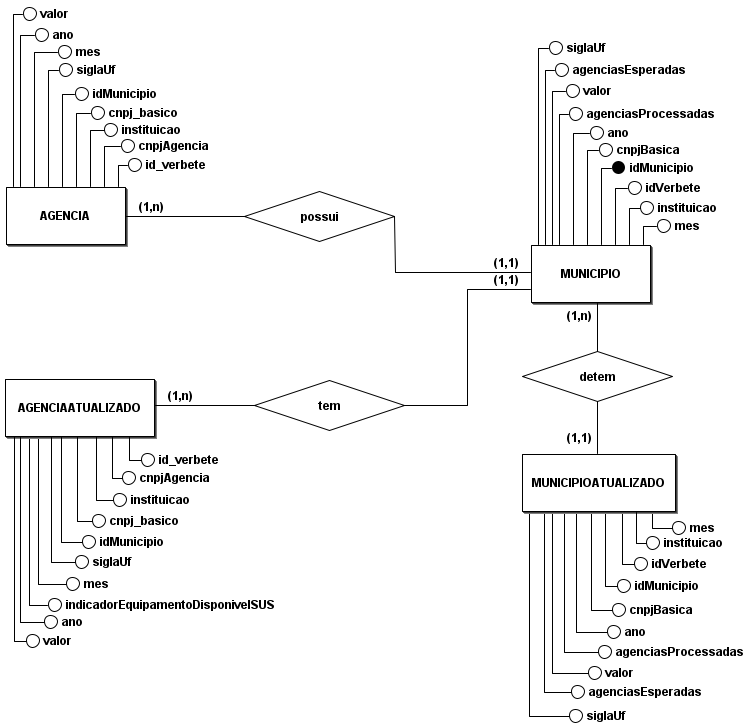 valor
ano
mes
siglaUf
idMunicipio
cnpj_basico
instituicao
cnpjAgencia
id_verbete
AGENCIA
(1,n)
possui
(1,1)
siglaUf
agenciasEsperadas
valor
agenciasProcessadas
ano
cnpjBasica
idMunicipio
idVerbete
instituicao
mes
MUNICIPIO
(1,1)
(1,n)
detem
(1,1)
AGENCIAATUALIZADO
(1,n)
tem
id_verbete
cnpjAgencia
instituicao
cnpj_basico
idMunicipio
siglaUf
mes
indicadorEquipamentoDisponivelSUS
ano
valor
MUNICIPIOATUALIZADO
mes
instituicao
idVerbete
idMunicipio
cnpjBasica
ano
agenciasProcessadas
valor
agenciasEsperadas
siglaUf